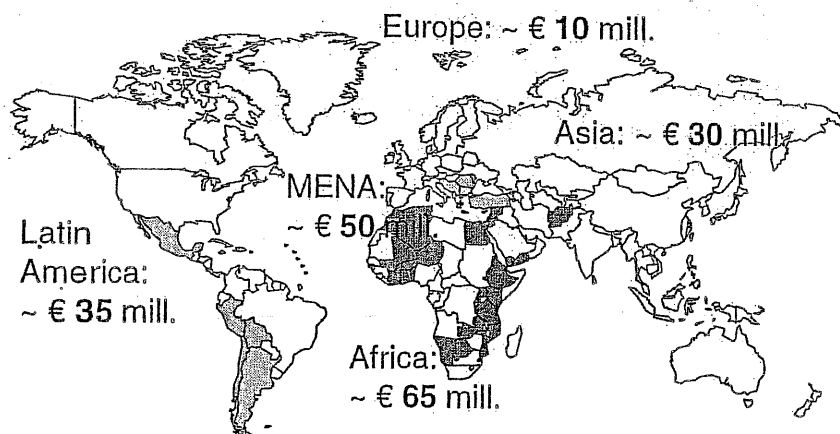 Europe: ~ € 10 mill.
Asia: ~ € 30 mill.
MENA:
~ € 50 mill.
Latin
America:
~ € 35 mill.
Africa:
~ € 65 mill.